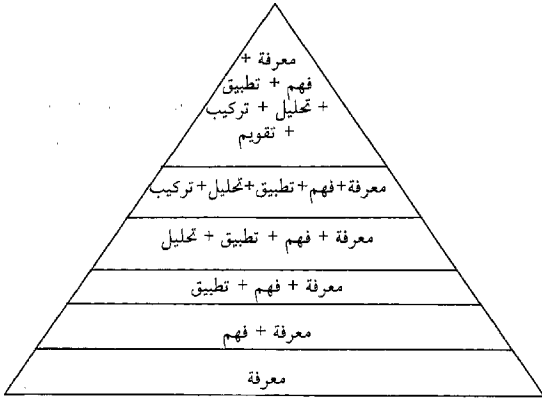 معرفة +
فهم + تطبيق
+ تحليل + تركيب
+ تقويم
معرفة+فهم+تطبيق+تحليل+تركيب
معرفة + فهم + تطبيق + تحليل
معرفة + فهم + تطبيق
معرفة + فهم
معرفة